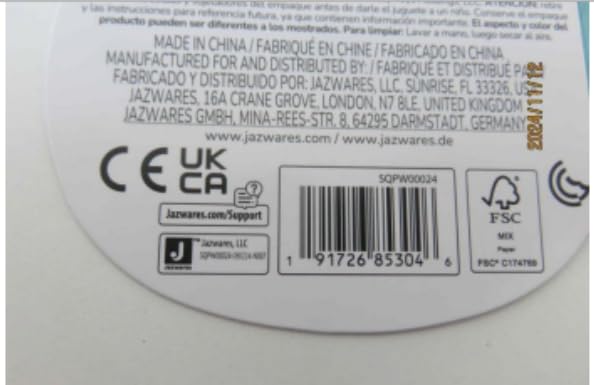 y las instrucciones para referencia futura, ya que contienen información importante. El aspecto y color del
producto pueden ser diferentes a los mostrados. Para limpiar: Lavar a mano, luego secar al aire.
MADE IN CHINA / FABRIQUÉ EN CHINE / FABRICADO EN CHINA
MANUFACTURED FOR AND DISTRIBUTED BY: / FABRIQUÉ ET DISTRIBUÉ
FABRICADO Y DISTRIBUIDO POR: JAZWARES, LLC, SUNRISE, FL 33326,
JAZWARES, 16A CRANE GROVE, LONDON, N7 8LE, UNITED KINGDOM
JAZWARES GMBH, MINA-REES-STR. 8, 64295 DARMSTADT, GERMANY
www.jazwares.com / www.jazwares.de
2024/11/12
CE UK
CA
Jazwares.com/Support
J
JAZWARES
Jazwares, LLC
SQPW00024
1 91726 85304 6
FSC
MIX
Paper
FSC® C174769